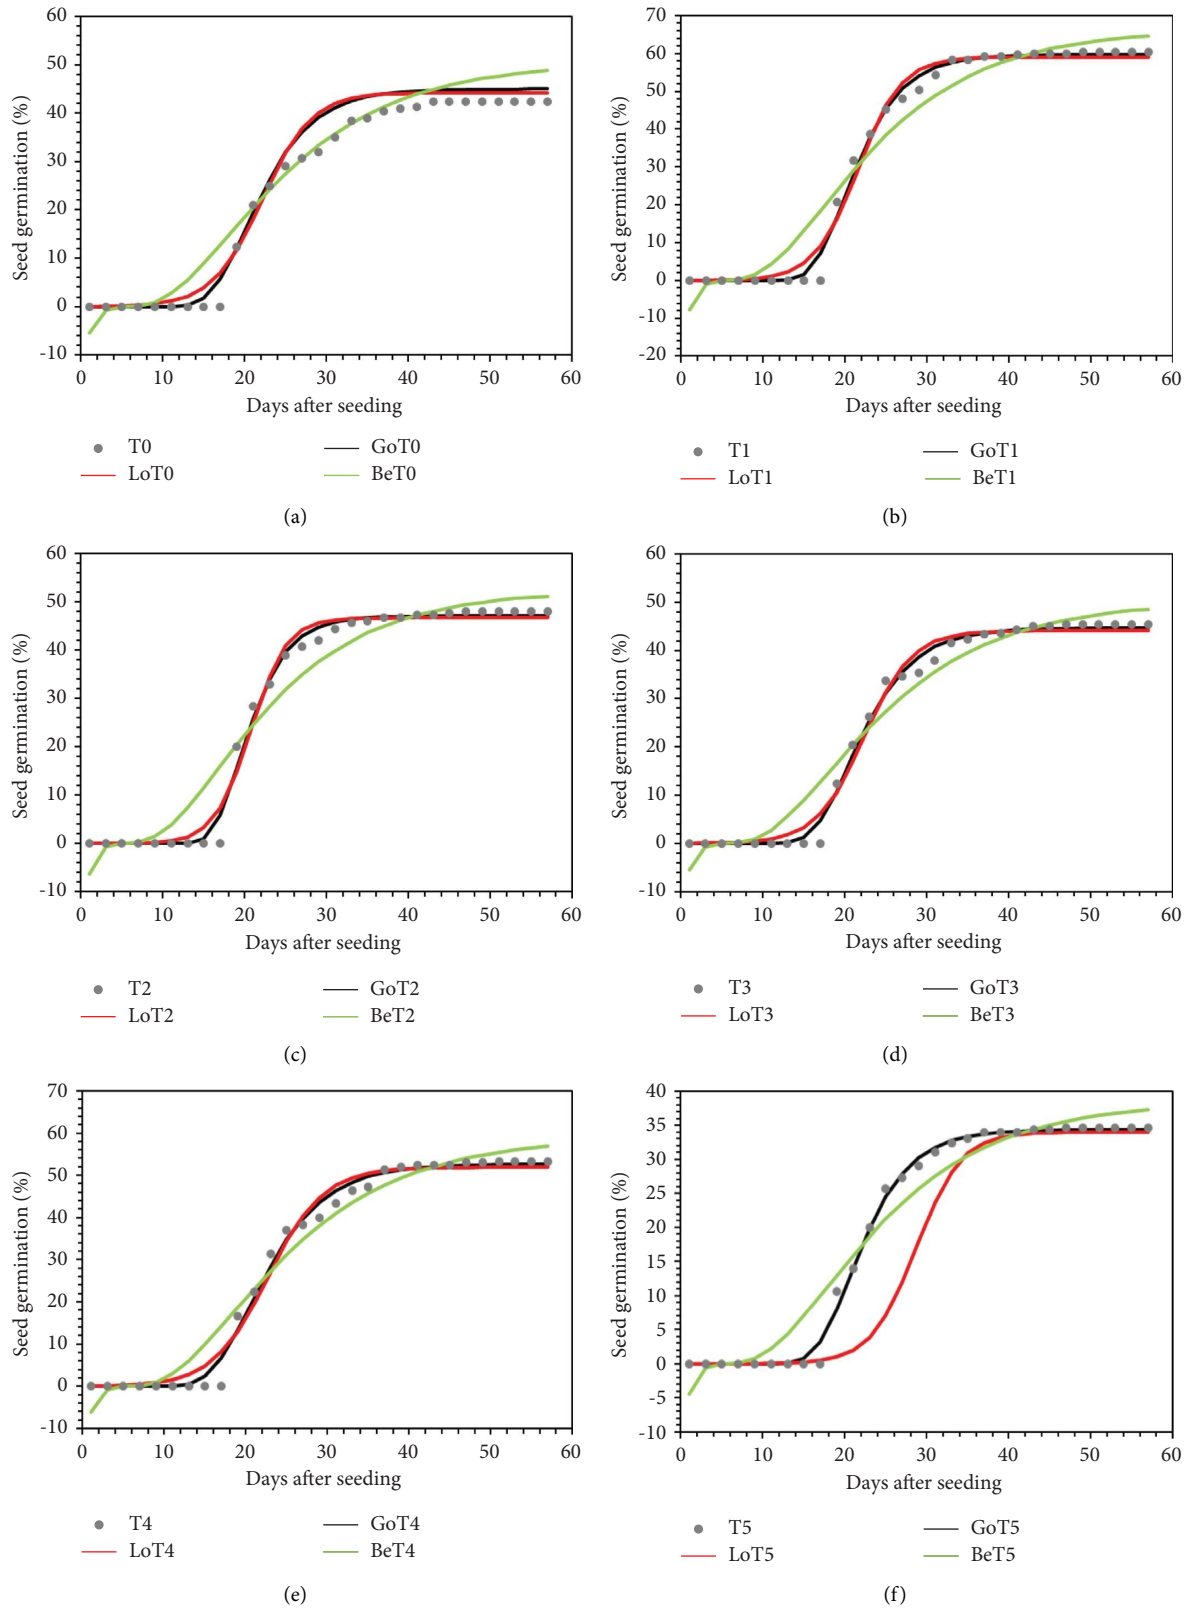 60
50
40
30
20
10
0
-10
Seed germination (%)
0 10 20 30 40 50 60
Days after seeding
T0 GoT0
LoT0 BeT0
(a)
70
60
50
40
30
20
10
0
-10
-20
Seed germination (%)
0 10 20 30 40 50 60
Days after seeding
T1 GoT1
LoT1 BeT1
(b)
60
50
40
30
20
10
0
-10
Seed germination (%)
0 10 20 30 40 50 60
Days after seeding
T2 GoT2
LoT2 BeT2
(c)
60
50
40
30
20
10
0
-10
Seed germination (%)
0 10 20 30 40 50 60
Days after seeding
T3 GoT3
LoT3 BeT3
(d)
70
60
50
40
30
20
10
0
-10
Seed germination (%)
0 10 20 30 40 50 60
Days after seeding
T4 GoT4
LoT4 BeT4
(e)
40
35
30
25
20
15
10
5
0
-5
-10
Seed germination (%)
0 10 20 30 40 50 60
Days after seeding
T5 GoT5
LoT5 BeT5
(f)